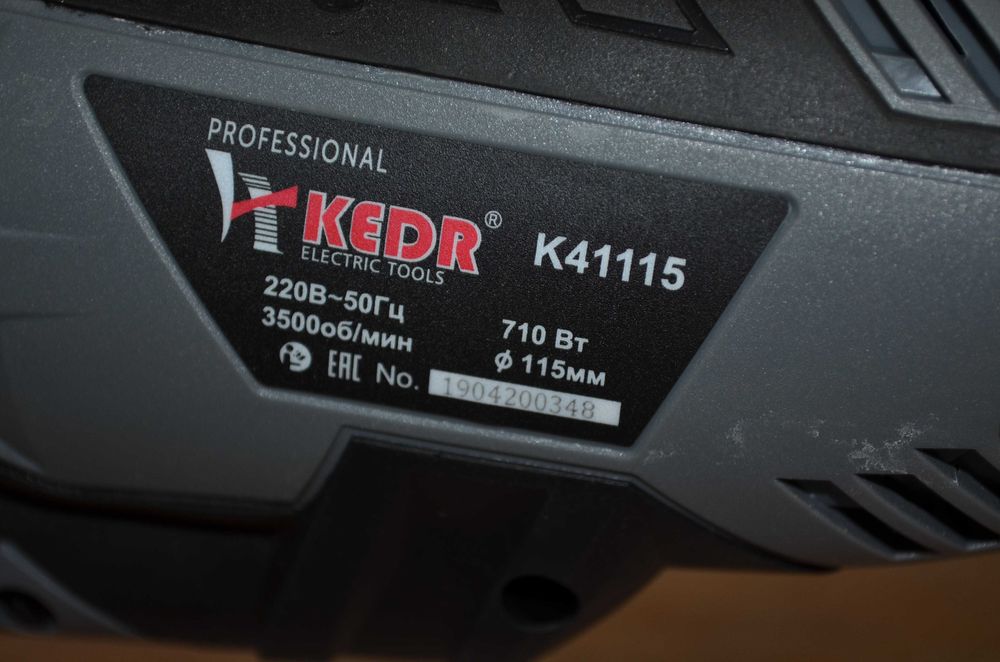 PROFESSIONAL
KEDR®
ELECTRIC TOOLS
K41115
220В~50Гц
3500об/мин
710 Вт
ϕ 115мм
EAC No. 1904200348